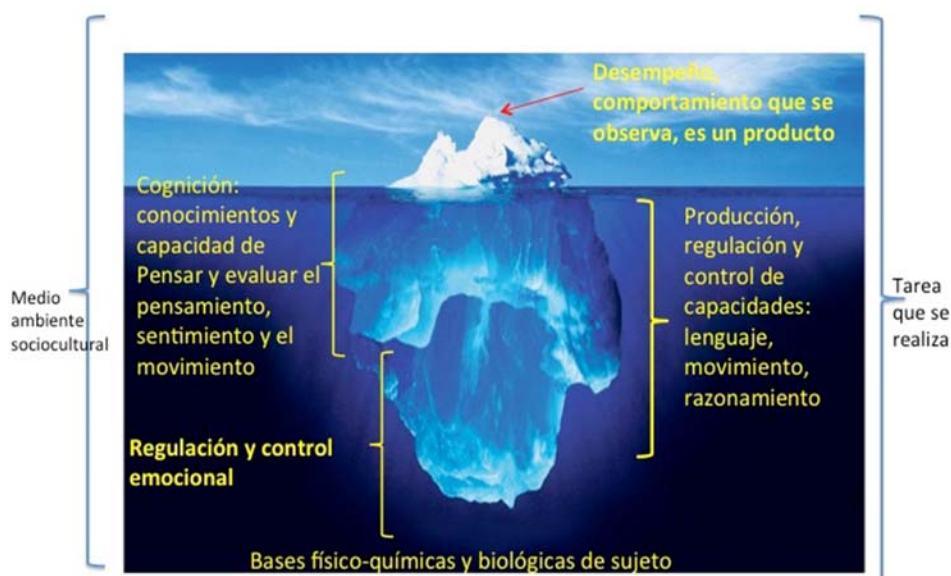 Desempeño,
comportamiento que se
observa, es un producto
Cognición:
conocimientos y
capacidad de
Pensar y evaluar el
pensamiento,
sentimiento y el
movimiento
Producción,
regulación y
control de
capacidades:
lenguaje,
movimiento,
razonamiento
Medio
ambiente
sociocultural
Tarea
que se
realiza
Regulación y control
emocional
Bases físico-químicas y biológicas de sujeto